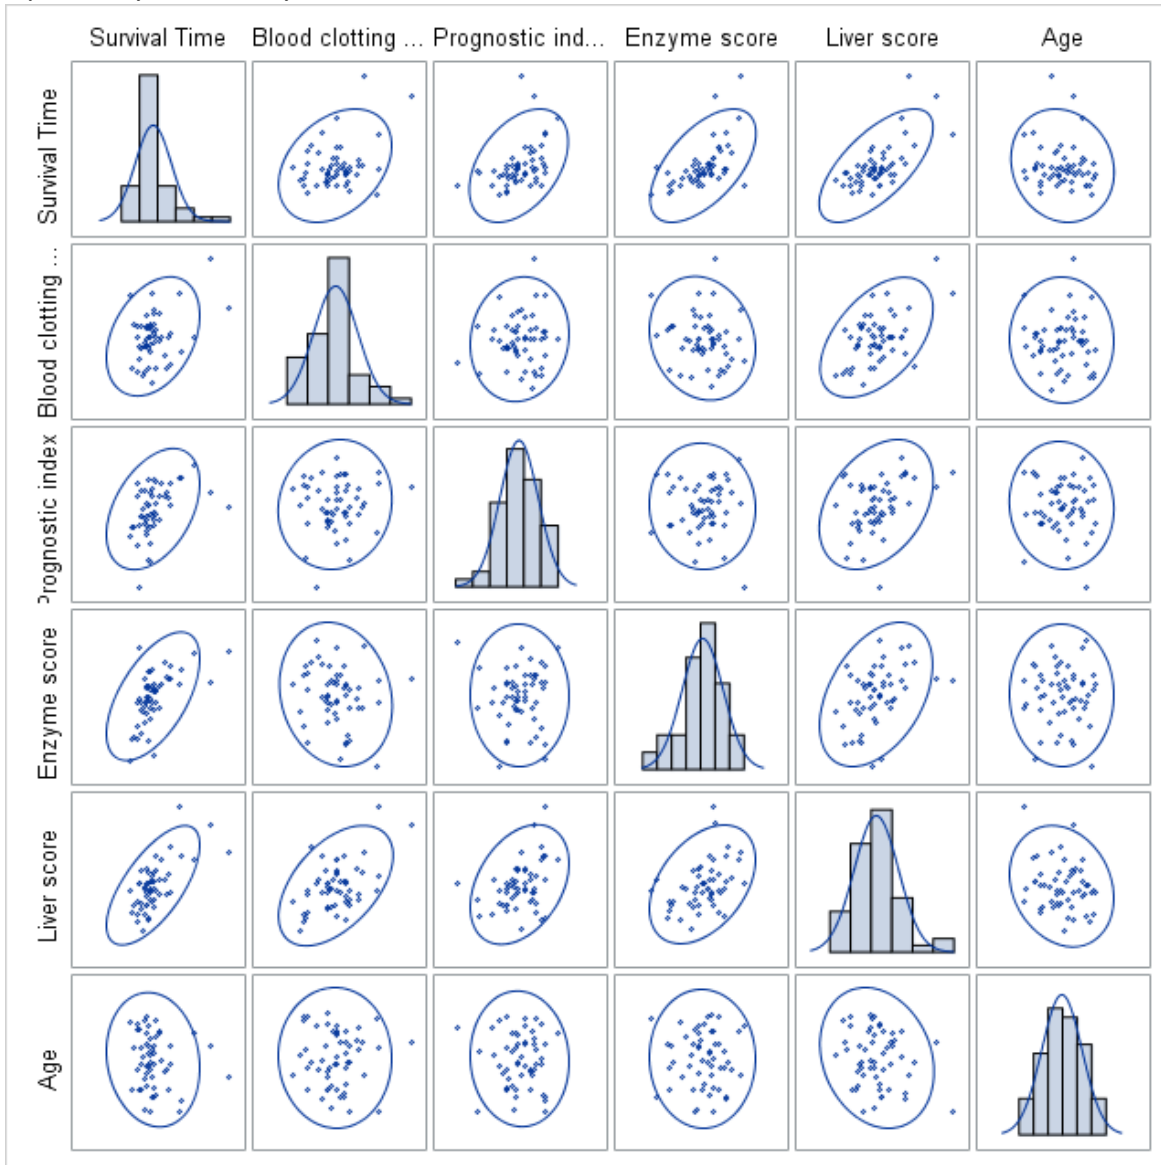 Survival Time Blood clotting ... Prognostic ind... Enzyme score Liver score Age
Survival Time
Blood clotting ...
Prognostic index
Enzyme score
Liver score
Age